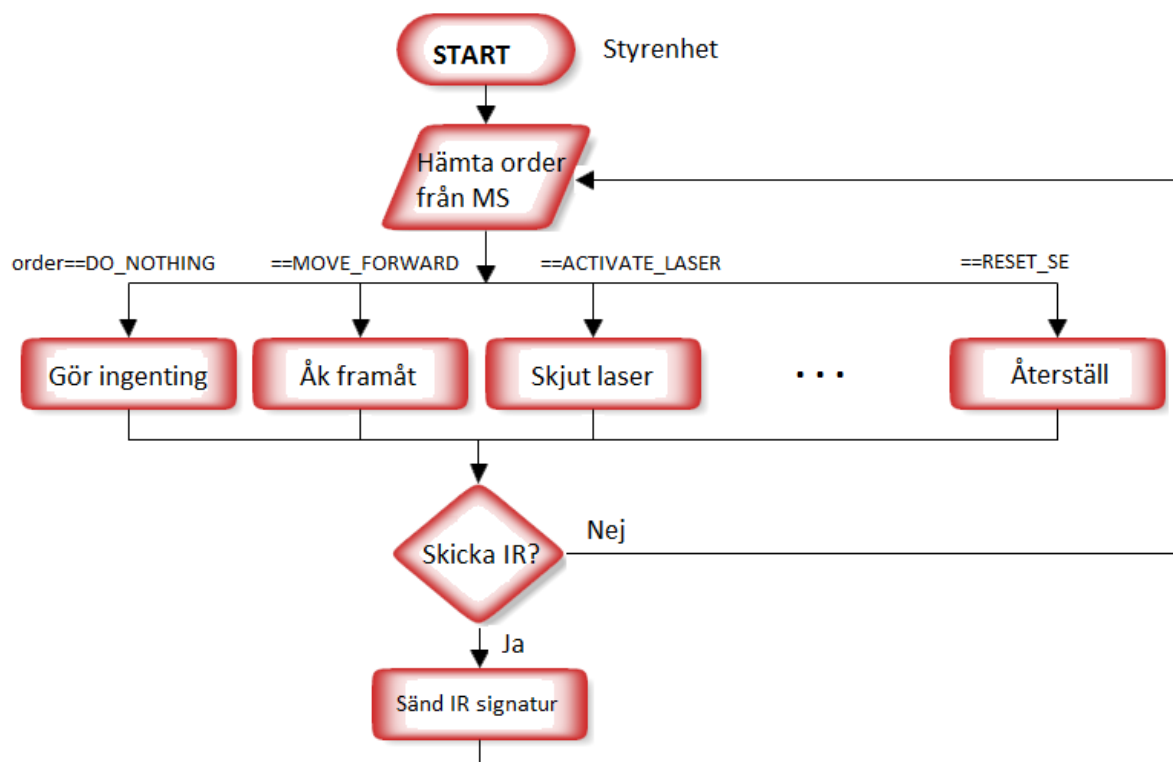 START
Styrenhet
Hämta order
från MS
order==DO_NOTHING
==MOVE_FORWARD
==ACTIVATE_LASER
==RESET_SE
Gör ingenting
Åk framåt
Skjut laser
...
Återställ
Skicka IR?
Nej
Ja
Sänd IR signatur